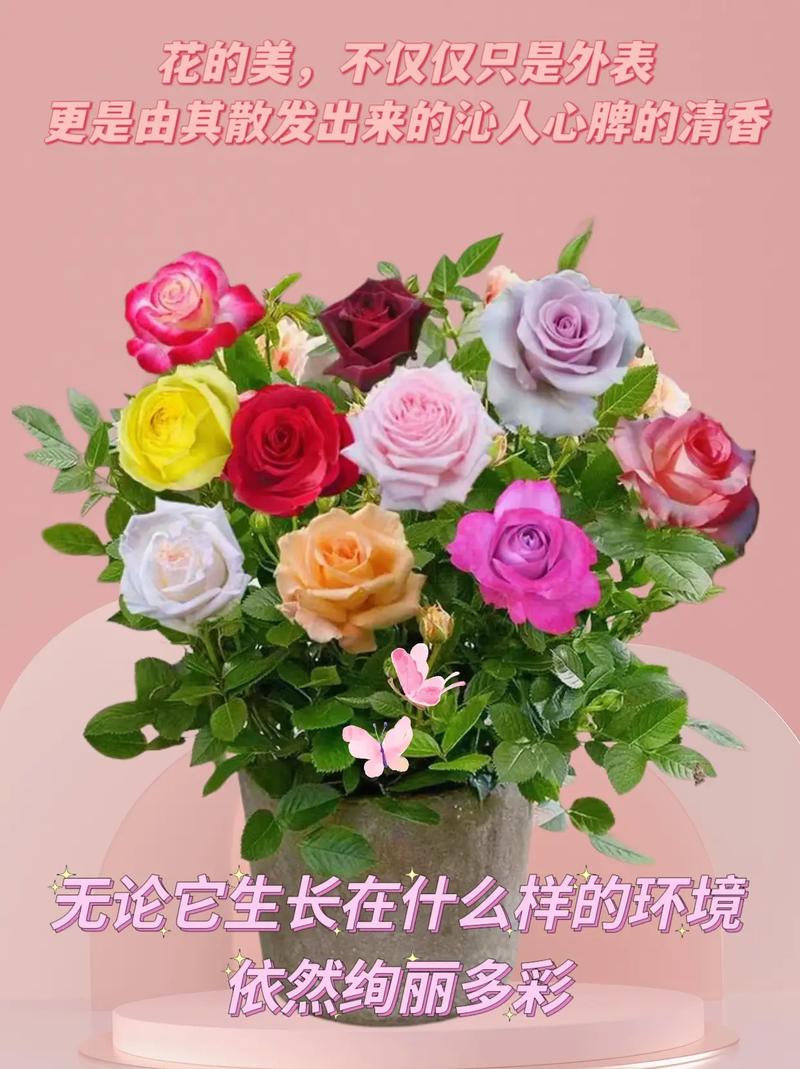 花的美，不仅仅只是外表
更是由其散发出来的沁人心脾的清香
无论它生长在什么样的环境
依然绚丽多彩